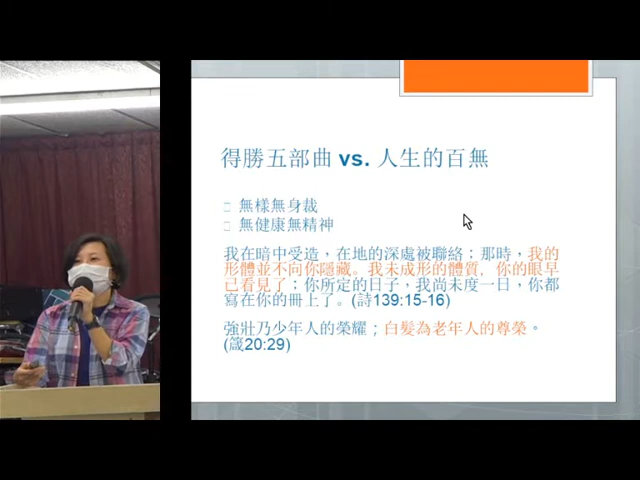 得勝五部曲 vs. 人生的百無
無樣無身裁
無健康無精神
我在暗中受造，在地的深處被聯絡；那時，我的
形體並不向你隱藏。我未成形的體質，你的眼早
已看見了；你所定的日子，我尚未度一日，你都
寫在你的冊上了。(詩139:15-16)
強壯乃少年人的榮耀；白髮為老年人的尊榮。
(箴20:29)